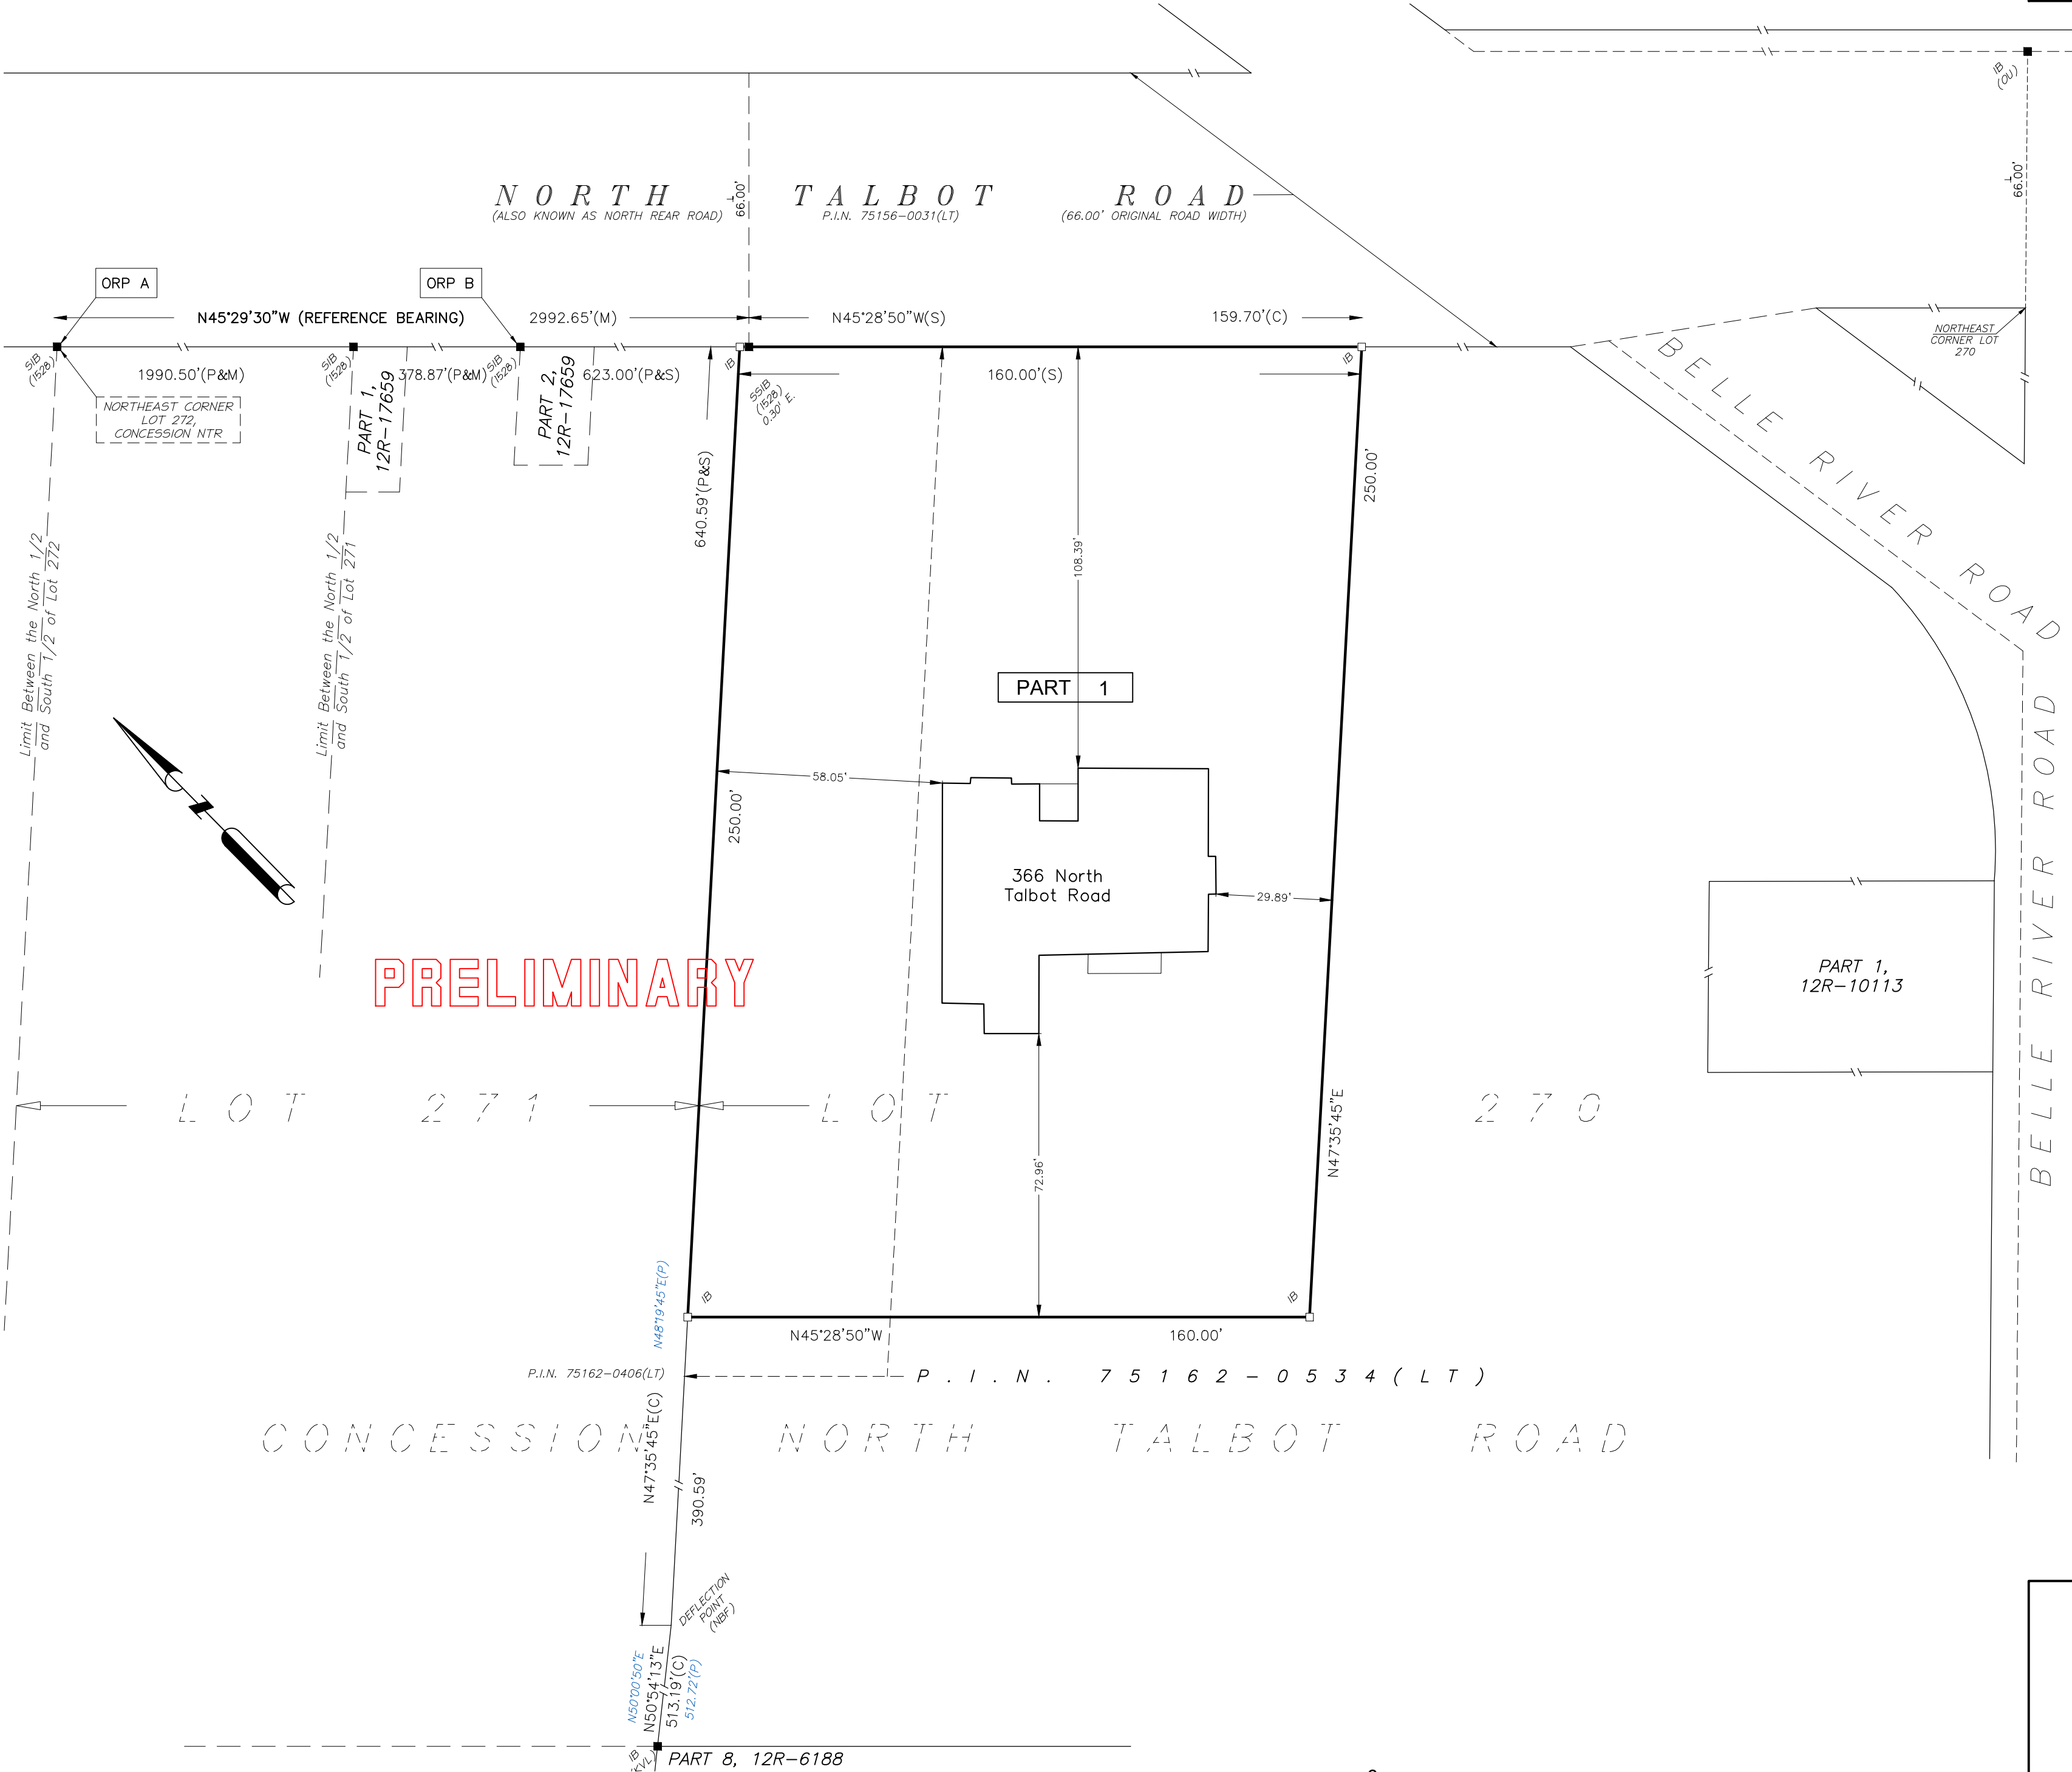 IB
(OU)
66.00'
NORTH TALBOT ROAD
(ALSO KNOWN AS NORTH REAR ROAD)
P.I.N. 75156-0031(LT)
(66.00' ORIGINAL ROAD WIDTH)
⊥
66.00'
⊥
ORP A
ORP B
N45°29'30"W (REFERENCE BEARING)
2992.65'(M)
N45°28'50"W(S)
159.70'(C)
SSIB
(1528)
1990.50'(P&M)
SIB
(1528)
378.87'(P&M)
SSIB
(1528)
623.00'(P&S)
IB
SSIB
(1528)
0.30' E.
160.00'(S)
IB
NORTHEAST CORNER
LOT 272,
CONCESSION NTR
PART 1,
12R-17659
PART 2,
12R-17659
NORTHEAST
CORNER LOT
270
BELLE RIVER ROAD
640.59'(P&S)
250.00'
108.39'
Limit Between the North 1/2
and South 1/2 of Lot 272
Limit Between the North 1/2
and South 1/2 of Lot 271
PART 1
58.05'
250.00'
366 North
Talbot Road
29.89'
BELLE RIVER ROAD
PRELIMINARY
PART 1,
12R-10113
LOT 271
LOT 270
N47°35'45"E
72.96'
N48°19'45"E(P)
IB
IB
N45°28'50"W
160.00'
P.I.N. 75162-0406(LT)
P.I.N. 75162-0534(LT)
CONCESSION NORTH TALBOT ROAD
N47°35'45"E(C)
390.59'
DEFLECTION
POINT
(NBF)
N50°00'50"E
N50°54'13"E
513.19'(C)
512.72'(P)
IB
PART 8, 12R-6188